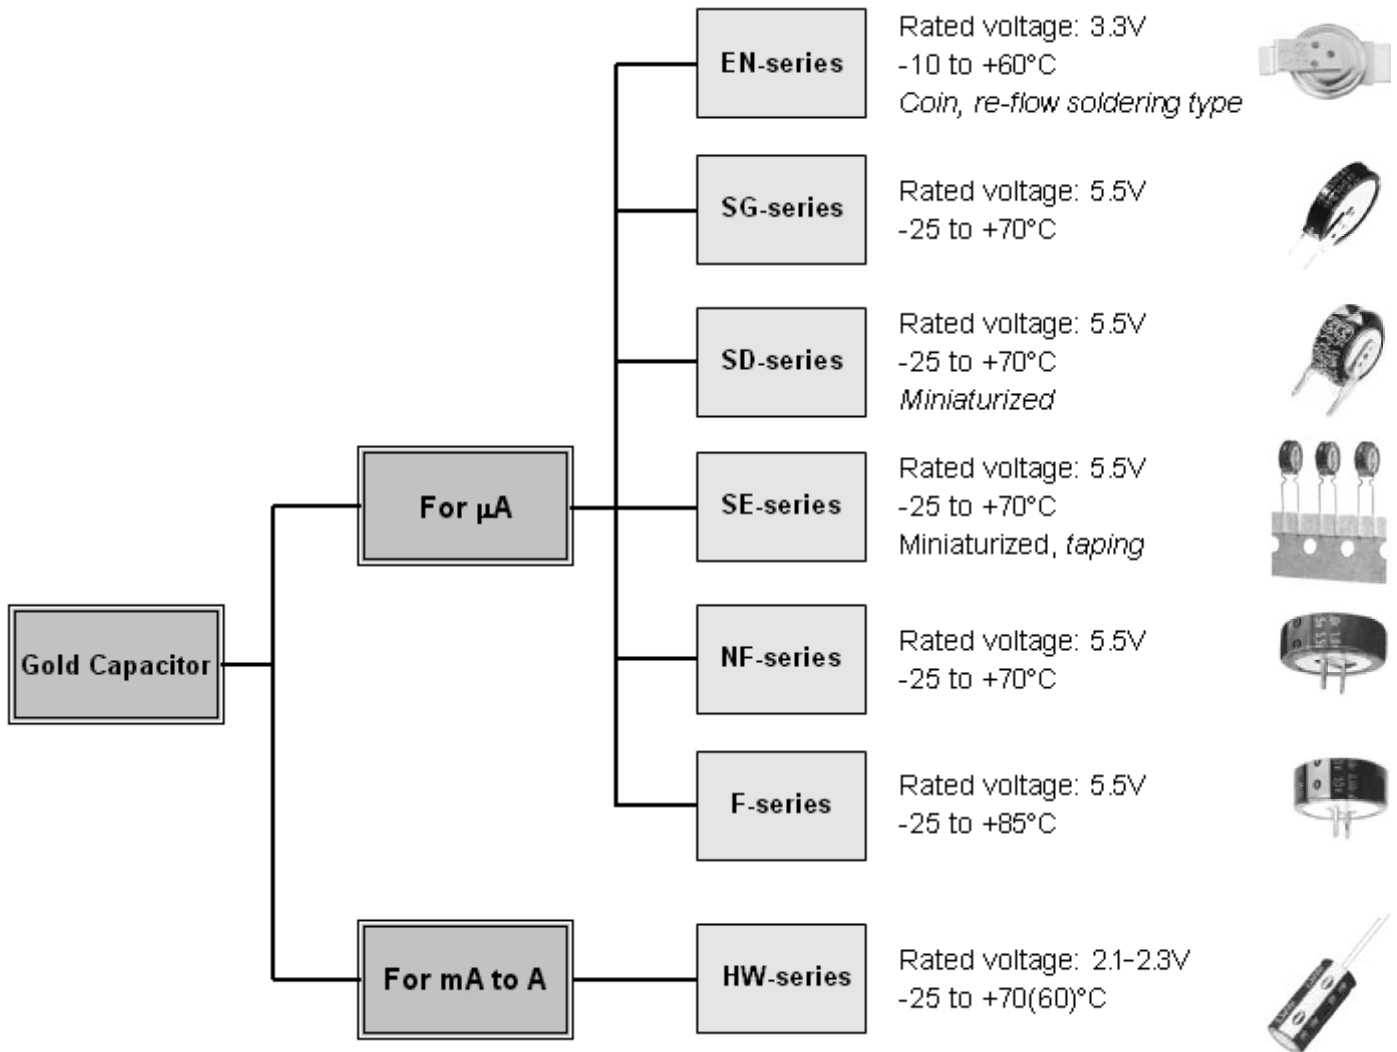 EN-series
Rated voltage: 3.3V
-10 to +60°C
Coin, re-flow soldering type
SG-series
Rated voltage: 5.5V
-25 to +70°C
SD-series
Rated voltage: 5.5V
-25 to +70°C
Miniaturized
For µA
SE-series
Rated voltage: 5.5V
-25 to +70°C
Miniaturized, taping
Gold Capacitor
NF-series
Rated voltage: 5.5V
-25 to +70°C
F-series
Rated voltage: 5.5V
-25 to +85°C
For mA to A
HW-series
Rated voltage: 2.1-2.3V
-25 to +70(60)°C